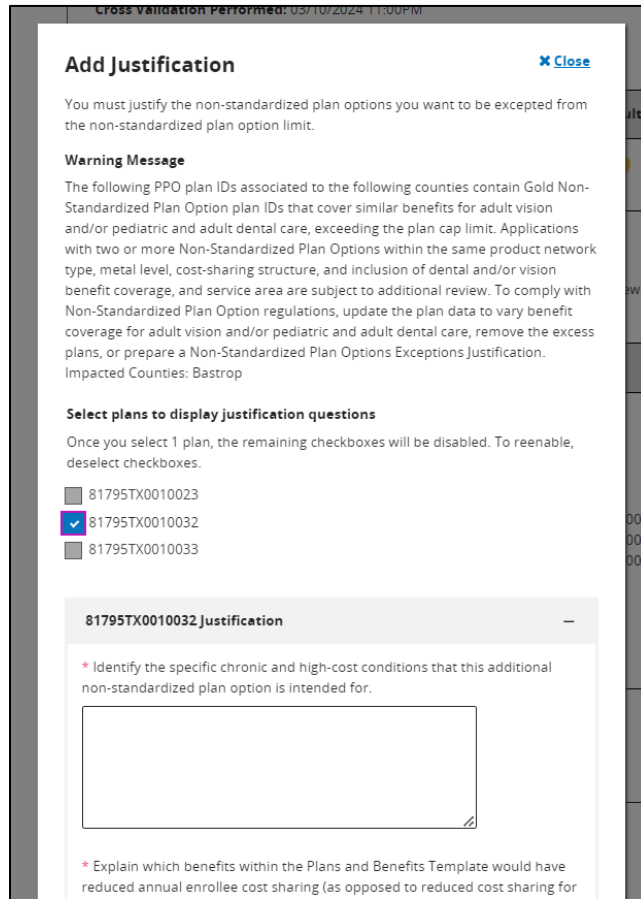 Cross Validation Performed: 03/10/2024 11:00PM
Add Justification
Close
You must justify the non-standardized plan options you want to be excepted from
the non-standardized plan option limit.
Warning Message
The following PPO plan IDs associated to the following counties contain Gold Non-
Standardized Plan Option plan IDs that cover similar benefits for adult vision
and/or pediatric and adult dental care, exceeding the plan cap limit. Applications
with two or more Non-Standardized Plan Options within the same product network
type, metal level, cost-sharing structure, and inclusion of dental and/or vision
benefit coverage, and service area are subject to additional review. To comply with
Non-Standardized Plan Option regulations, update the plan data to vary benefit
coverage for adult vision and/or pediatric and adult dental care, remove the excess
plans, or prepare a Non-Standardized Plan Options Exceptions Justification.
Impacted Counties: Bastrop
Select plans to display justification questions
Once you select 1 plan, the remaining checkboxes will be disabled. To reenable,
deselect checkboxes.
81795TX0010023
81795TX0010032
81795TX0010033
81795TX0010032 Justification
* Identify the specific chronic and high-cost conditions that this additional
non-standardized plan option is intended for.
* Explain which benefits within the Plans and Benefits Template would have
reduced annual enrollee cost sharing (as opposed to reduced cost sharing for